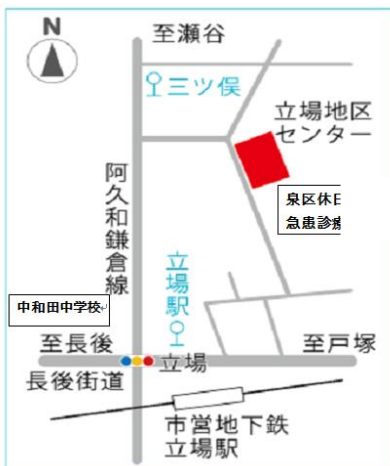 N
至瀬谷
三ツ俣
立場地区
センター
阿久和鎌倉線
泉区休日
急患診療
立場駅
中和田中学校
至長後
立場
至戸塚
長後街道
市営地下鉄
立場駅